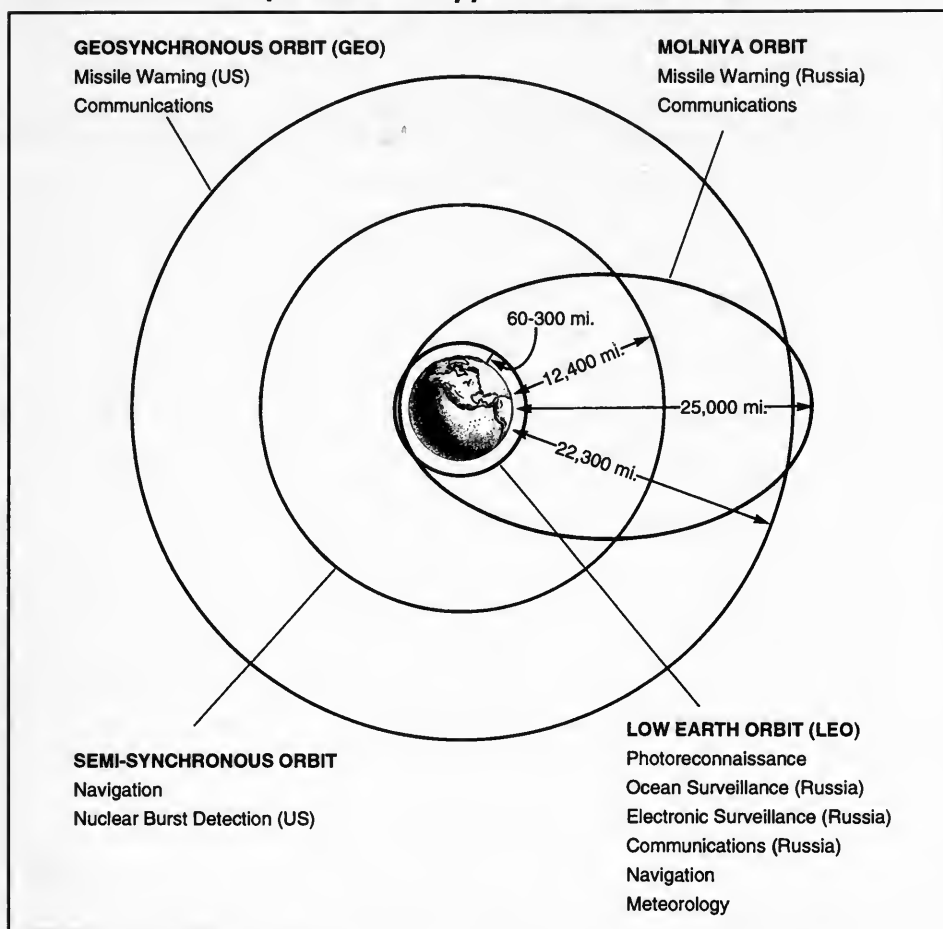 GEOSYNCHRONOUS ORBIT (GEO)
Missile Warning (US)
Communications
MOLNIYA ORBIT
Missile Warning (Russia)
Communications
60-300 mi.
12,400 mi.
25,000 mi.
22,300 mi.
SEMI-SYNCHRONOUS ORBIT
Navigation
Nuclear Burst Detection (US)
LOW EARTH ORBIT (LEO)
Photoreconnaissance
Ocean Surveillance (Russia)
Electronic Surveillance (Russia)
Communications (Russia)
Navigation
Meteorology